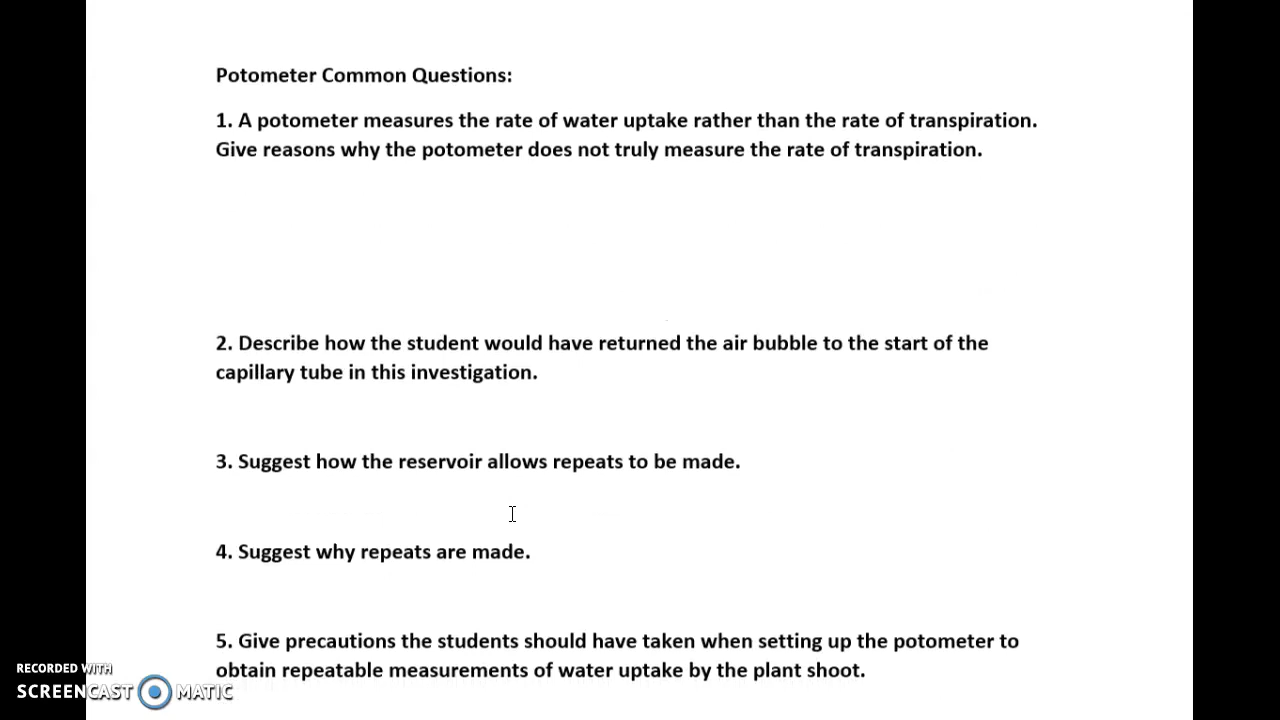 Potometer Common Questions:
1. A potometer measures the rate of water uptake rather than the rate of transpiration.
Give reasons why the potometer does not truly measure the rate of transpiration.
2. Describe how the student would have returned the air bubble to the start of the
capillary tube in this investigation.
3. Suggest how the reservoir allows repeats to be made.
4. Suggest why repeats are made.
5. Give precautions the students should have taken when setting up the potometer to
obtain repeatable measurements of water uptake by the plant shoot.
RECORDED WITH
SCREENCAST MATIC